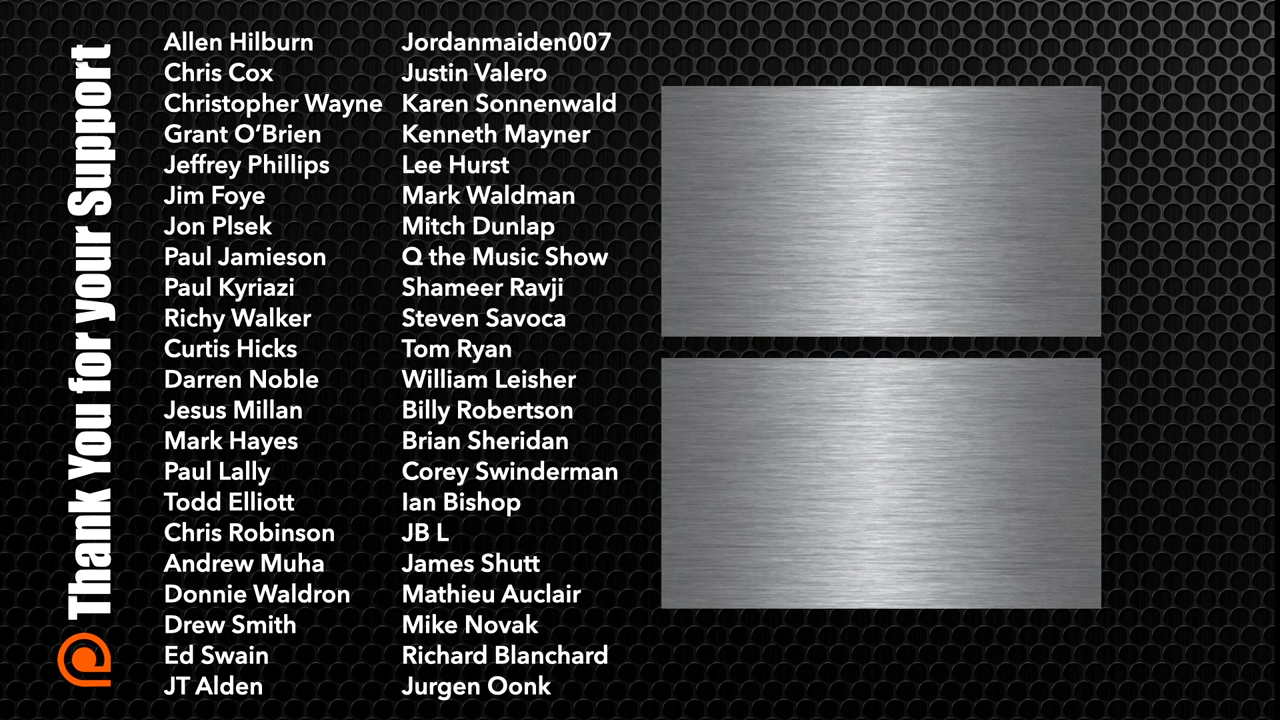 Thank You for your Support
Allen Hilburn
Chris Cox
Christopher Wayne
Grant O’Brien
Jeffrey Phillips
Jim Foye
Jon Plsek
Paul Jamieson
Paul Kyriazi
Richy Walker
Curtis Hicks
Darren Noble
Jesus Millan
Mark Hayes
Paul Lally
Todd Elliott
Chris Robinson
Andrew Muha
Donnie Waldron
Drew Smith
Ed Swain
JT Alden
Jordanmaiden007
Justin Valero
Karen Sonnenwald
Kenneth Mayner
Lee Hurst
Mark Waldman
Mitch Dunlap
Q the Music Show
Shameer Ravji
Steven Savoca
Tom Ryan
William Leisher
Billy Robertson
Brian Sheridan
Corey Swinderman
Ian Bishop
JB L
James Shutt
Mathieu Auclair
Mike Novak
Richard Blanchard
Jurgen Oonk